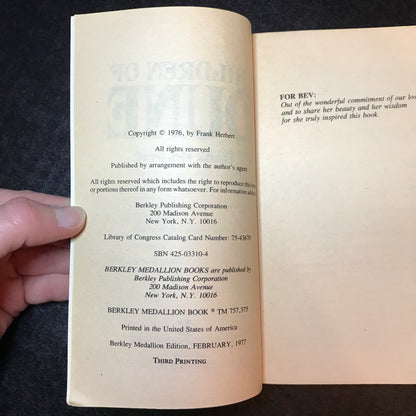 CHILDREN OF
DUNE
Copyright © 1976, by Frank Herbert
All rights reserved
Published by arrangement with the author's agent
All rights reserved which includes the right to reproduce this
or portions thereof in any form whatsoever. For information
Berkley Publishing Corporation
200 Madison Avenue
New York, N.Y. 10016
Library of Congress Catalog Card Number: 75-43676
SBN 425-03310-4
BERKLEY MEDALLION BOOKS are published by
Berkley Publishing Corporation
200 Madison Avenue
New York, N.Y. 10016
BERKLEY MEDALLION BOOK ® TM 757,375
Printed in the United States of America
Berkley Medallion Edition, FEBRUARY, 1977
THIRD PRINTING
FOR BEV:
Out of the wonderful commitment of our love
and to share her beauty and her wisdom
for she truly inspired this book.